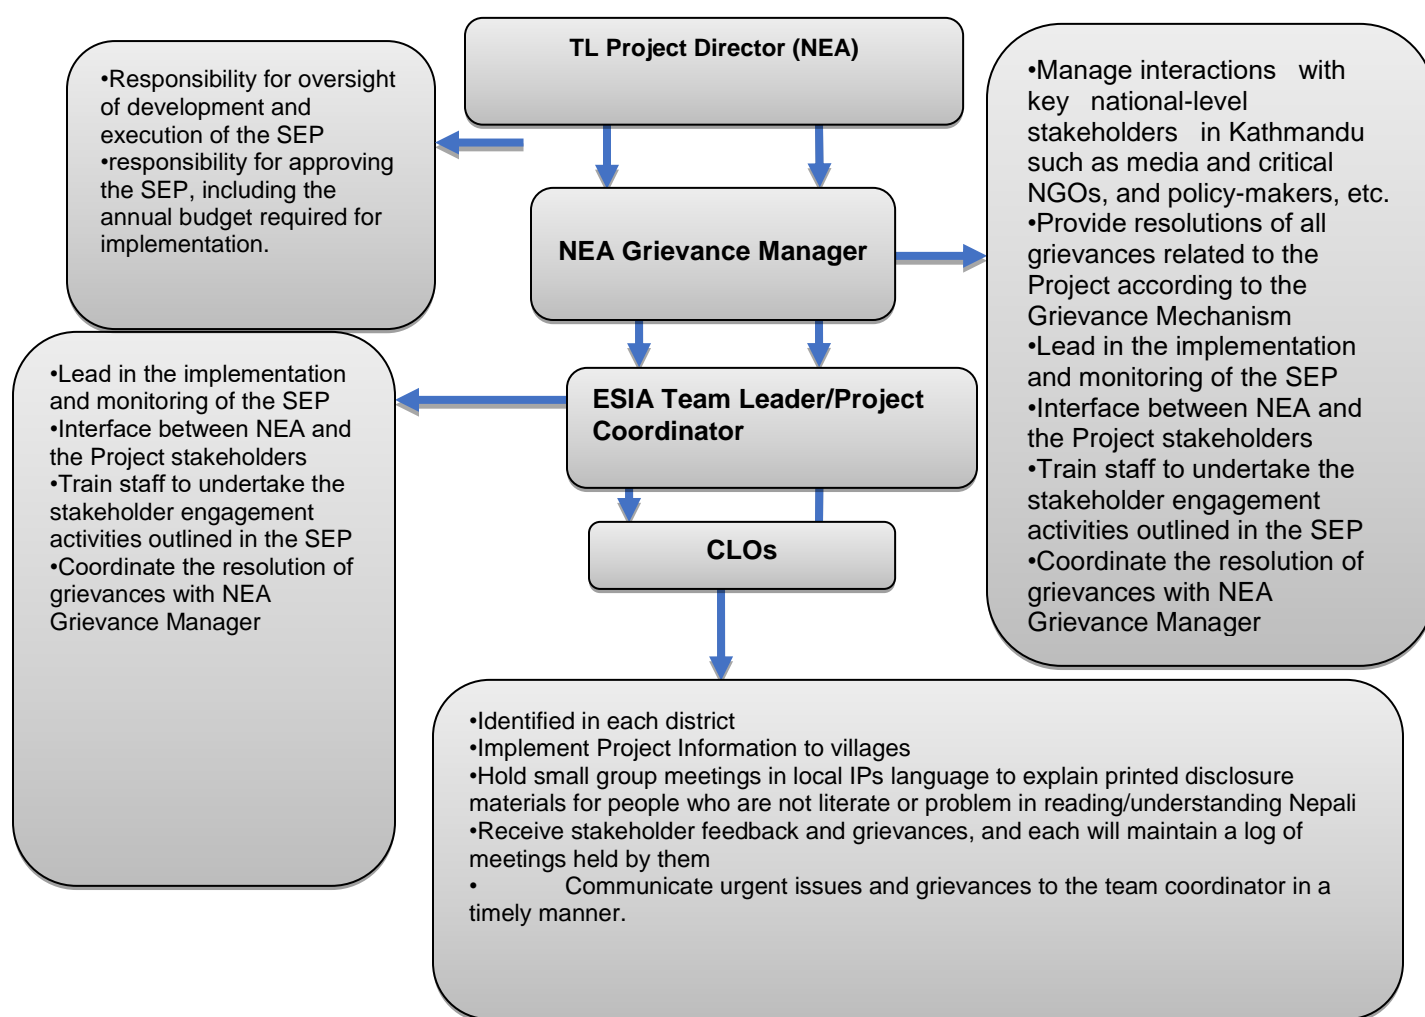 TL Project Director (NEA)
•Responsibility for oversight
of development and
execution of the SEP
•responsibility for approving
the SEP, including the
annual budget required for
implementation.
NEA Grievance Manager
•Manage interactions with
key national-level
stakeholders in Kathmandu
such as media and critical
NGOs, and policy-makers, etc.
•Provide resolutions of all
grievances related to the
Project according to the
Grievance Mechanism
•Lead in the implementation
and monitoring of the SEP
•Interface between NEA and
the Project stakeholders
•Train staff to undertake the
stakeholder engagement
activities outlined in the SEP
•Coordinate the resolution of
grievances with NEA
Grievance Manager
ESIA Team Leader/Project
Coordinator
•Lead in the implementation
and monitoring of the SEP
•Interface between NEA and
the Project stakeholders
•Train staff to undertake the
stakeholder engagement
activities outlined in the SEP
•Coordinate the resolution of
grievances with NEA
Grievance Manager
CLOs
•Identified in each district
•Implement Project Information to villages
•Hold small group meetings in local IPs language to explain printed disclosure
materials for people who are not literate or problem in reading/understanding Nepali
•Receive stakeholder feedback and grievances, and each will maintain a log of
meetings held by them
• Communicate urgent issues and grievances to the team coordinator in a
timely manner.